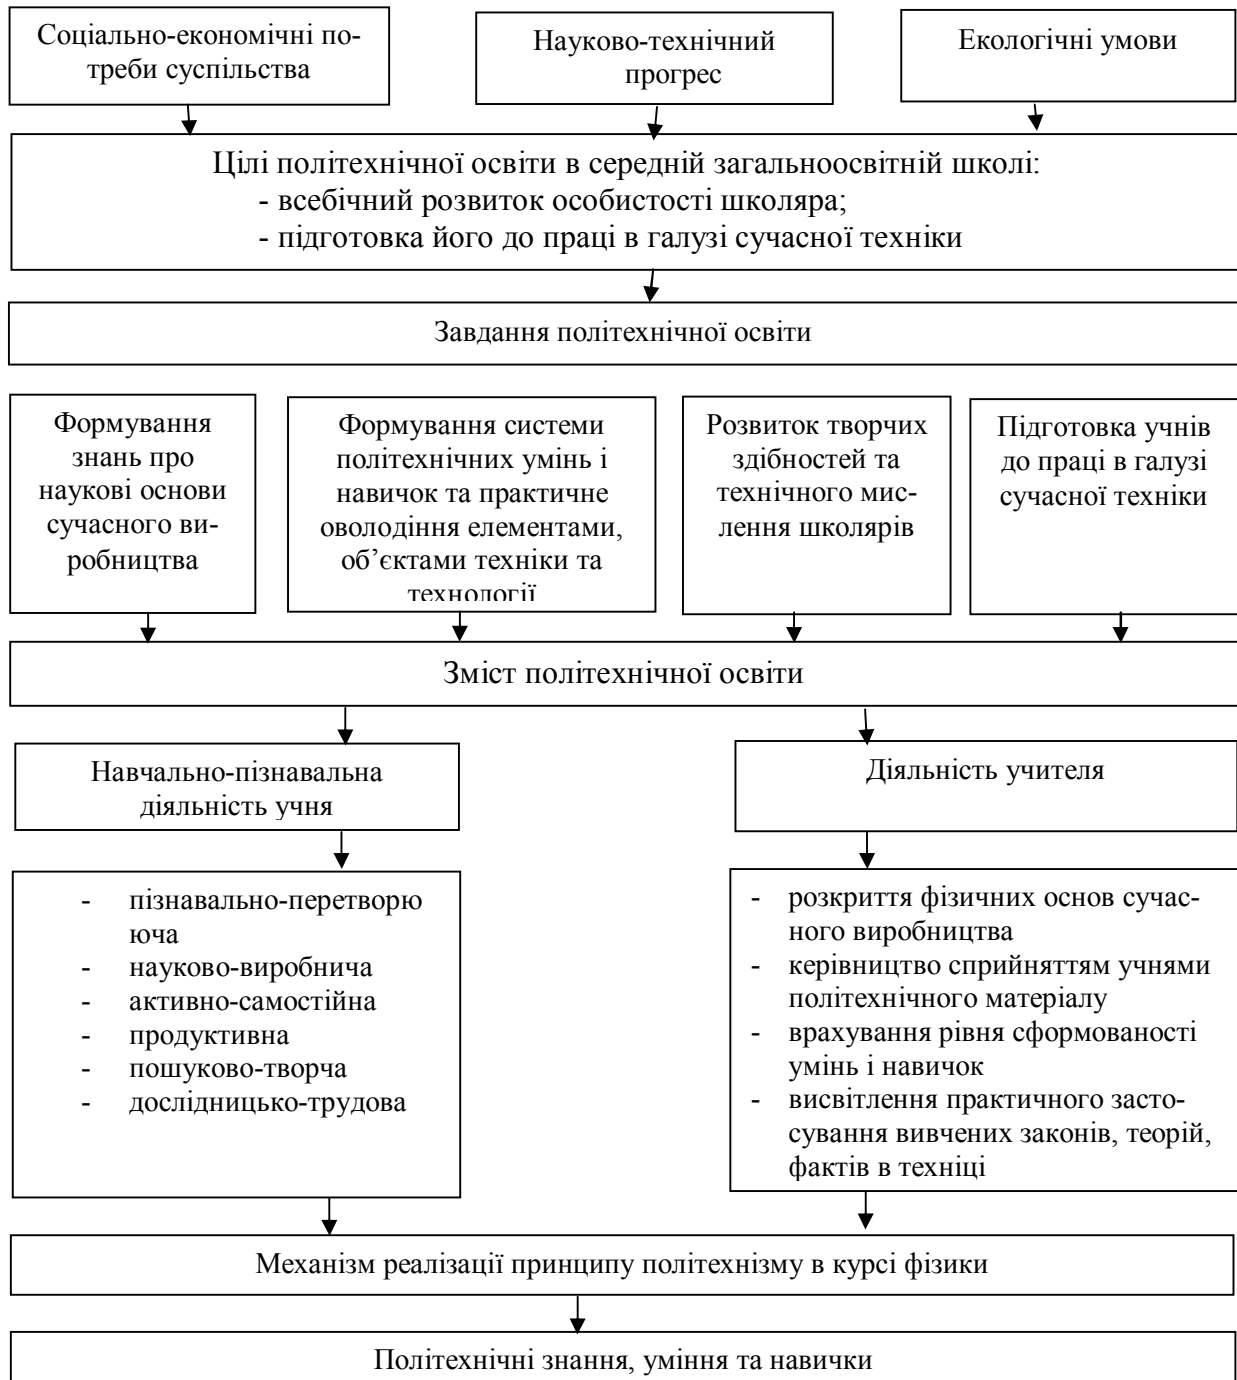 Соціально-економічні по-
треби суспільства
Науково-технічний
прогрес
Екологічні умови
Цілі політехнічної освіти в середній загальноосвітній школі:
- всебічний розвиток особистості школяра;
- підготовка його до праці в галузі сучасної техніки
Завдання політехнічної освіти
Формування
знань про
наукові основи
сучасного ви-
робництва
Формування системи
політехнічних умінь і
навичок та практичне
оволодіння елементами,
об’єктами техніки та
технології
Розвиток творчих
здібностей та
технічного мис-
лення школярів
Підготовка учнів
до праці в галузі
сучасної техніки
Зміст політехнічної освіти
Навчально-пізнавальна
діяльність учня
Діяльність учителя
- пізнавально-перетворю
юча
- науково-виробнича
- активно-самостійна
- продуктивна
- пошуково-творча
- дослідницько-трудова
- розкриття фізичних основ сучас-
ного виробництва
- керівництво сприйняттям учнями
політехнічного матеріалу
- врахування рівня сформованості
умінь і навичок
- висвітлення практичного засто-
сування вивчених законів, теорій,
фактів в техніці
Механізм реалізації принципу політехнізму в курсі фізики
Політехнічні знання, уміння та навички